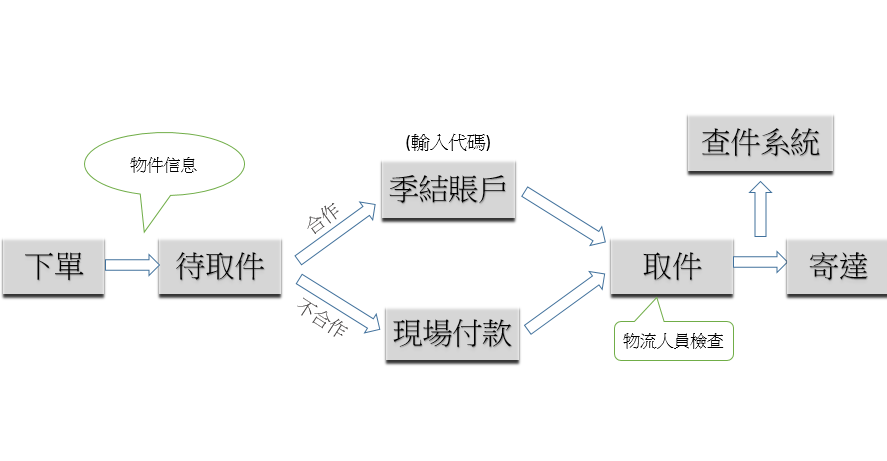 查件系統
(輸入代碼)
物件信息
季結賬戶
合作
下單
待取件
取件
寄達
不合作
現場付款
物流人員檢查